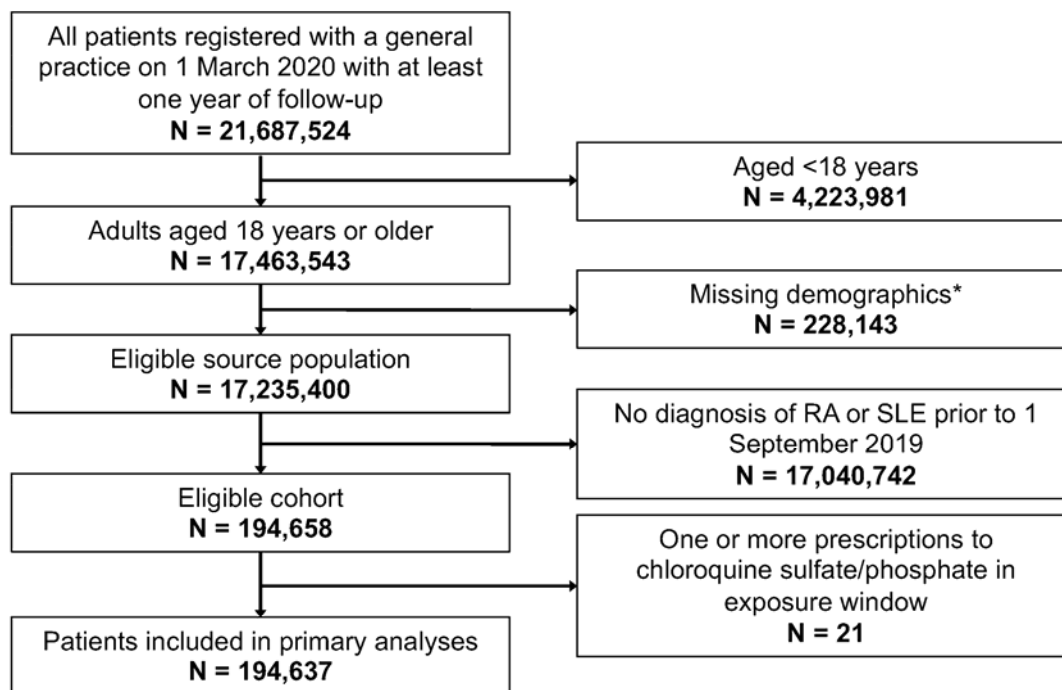 All patients registered with a general
practice on 1 March 2020 with at least
one year of follow-up
N = 21,687,524
Aged <18 years
N = 4,223,981
Adults aged 18 years or older
N = 17,463,543
Missing demographics*
N = 228,143
Eligible source population
N = 17,235,400
No diagnosis of RA or SLE prior to 1
September 2019
N = 17,040,742
Eligible cohort
N = 194,658
One or more prescriptions to
chloroquine sulfate/phosphate in
exposure window
N = 21
Patients included in primary analyses
N = 194,637